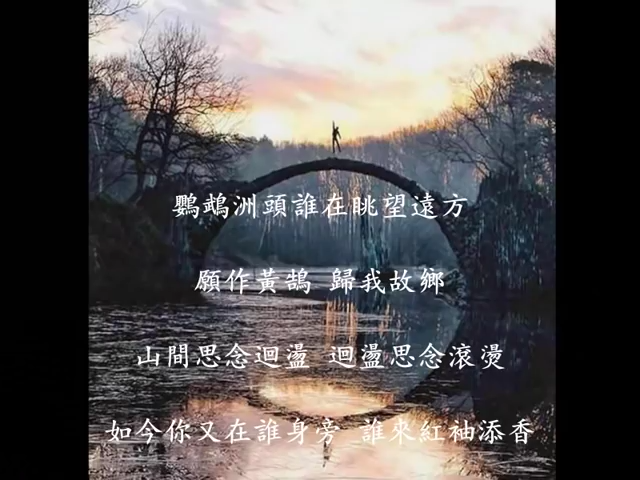 鸚鵡洲頭誰在眺望遠方
願作黃鵠 歸我故鄉
山間思念迴盪 迴盪思念滾燙
如今你又在誰身旁 誰來紅袖添香